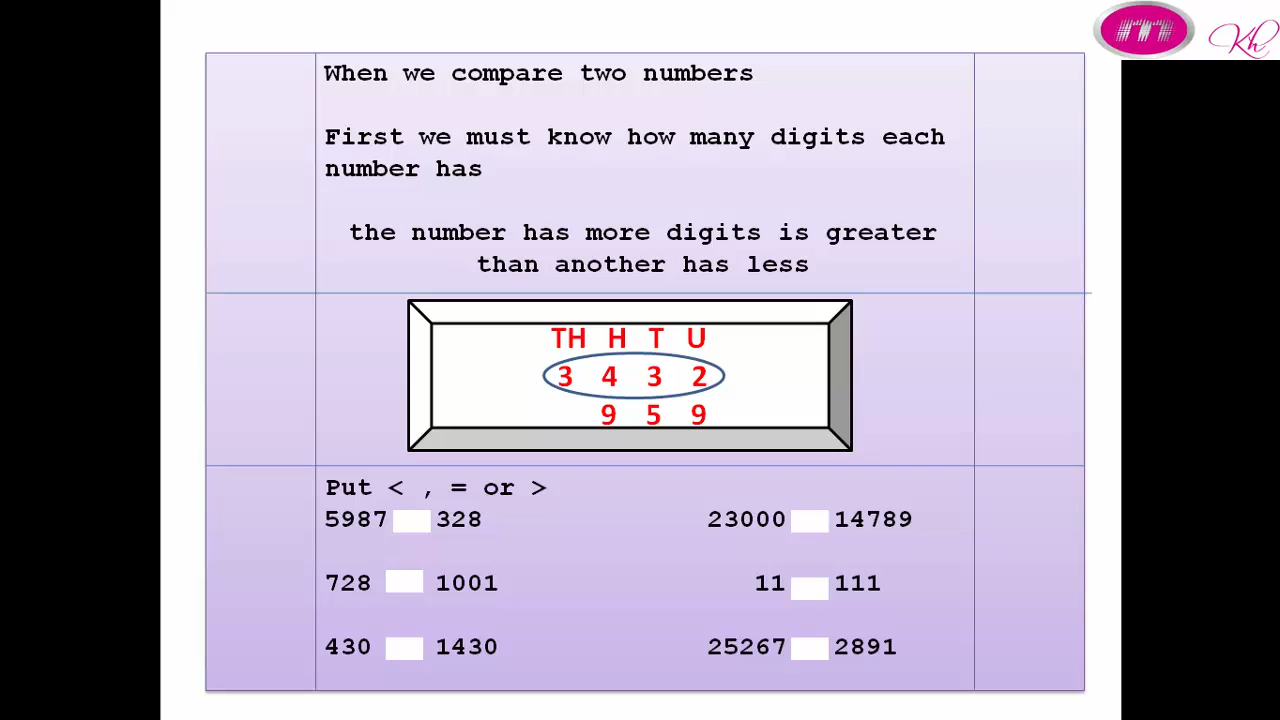 m
Kh
When we compare two numbers
First we must know how many digits each
number has
the number has more digits is greater
than another has less
TH H T U
3 4 3 2
9 5 9
Put < , = or >
5987 328 23000 14789
728 1001 11 111
430 1430 25267 2891